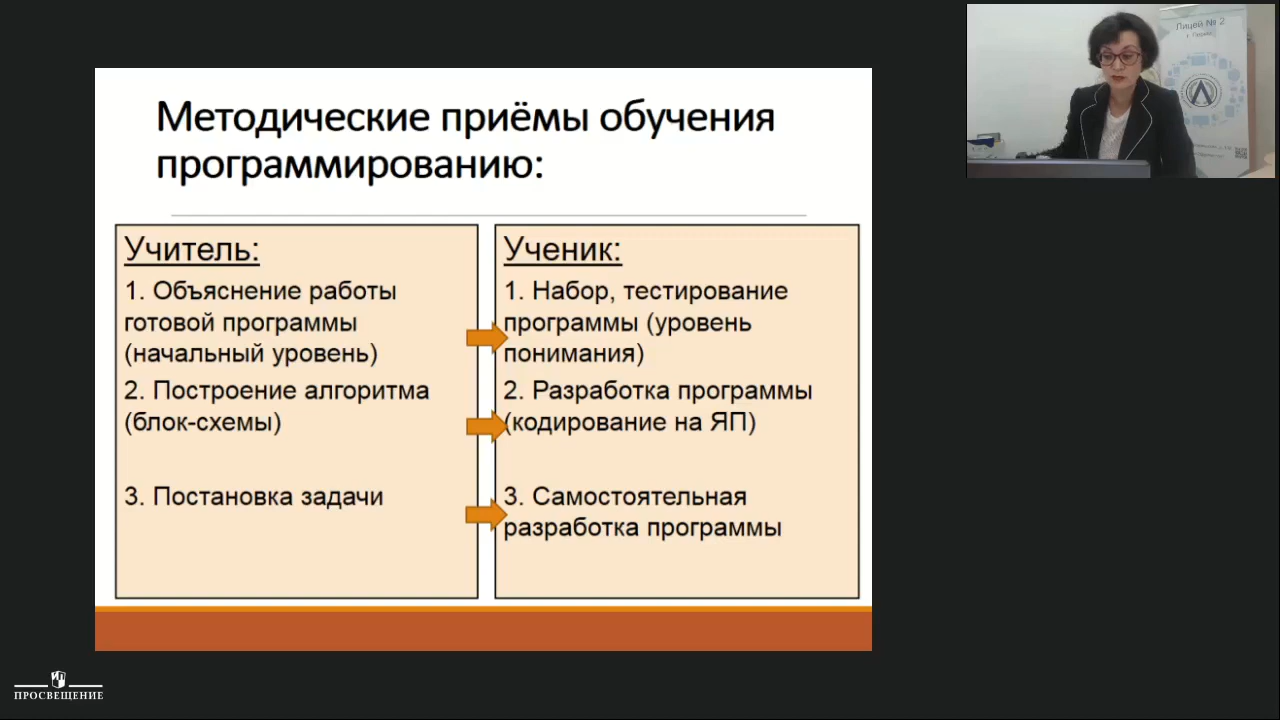 Методические приёмы обучения
программированию:
Учитель:
1. Объяснение работы
готовой программы
(начальный уровень)
2. Построение алгоритма
(блок-схемы)
3. Постановка задачи
Ученик:
1. Набор, тестирование
программы (уровень
понимания)
2. Разработка программы
(кодирование на ЯП)
3. Самостоятельная
разработка программы
Лицей № 2
ПРОСВЕЩЕНИЕ